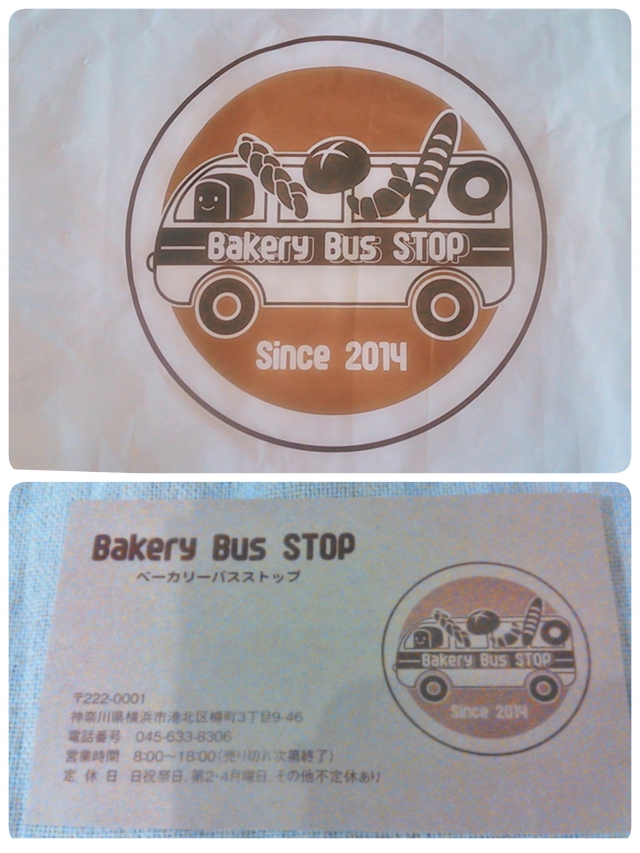 Bakery Bus STOP
Since 2014
Bakery Bus STOP
ベーカリーバスストップ
Bakery Bus STOP
Since 2014
〒222-0001
神奈川県横浜市港北区樽町3丁目9-46
電話番号 045-633-8306
営業時間 8:00〜18:00(売り切れ次第終了)
定休日 日祝祭日、第2・4月曜日、その他不定休あり